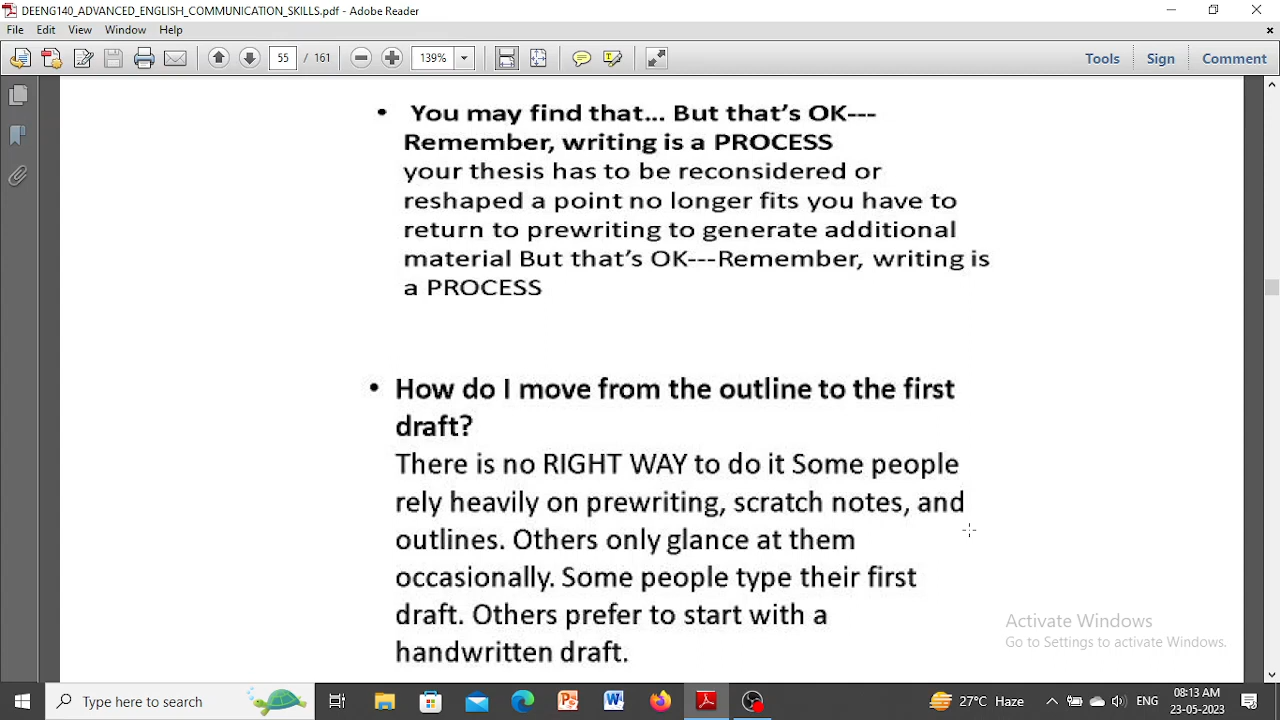 DEENG140_ADVANCED_ENGLISH_COMMUNICATION_SKILLS.pdf - Adobe Reader
File Edit View Window Help
55 / 161 139% Tools Sign Comment
• You may find that... But that's OK---
Remember, writing is a PROCESS
your thesis has to be reconsidered or
reshaped a point no longer fits you have to
return to prewriting to generate additional
material But that's OK---Remember, writing is
a PROCESS
• How do I move from the outline to the first
draft?
There is no RIGHT WAY to do it Some people
rely heavily on prewriting, scratch notes, and
outlines. Others only glance at them
occasionally. Some people type their first
draft. Others prefer to start with a
handwritten draft.
Activate Windows
Go to Settings to activate Windows.
Type here to search
27°C Haze ENG 08:13 AM
23-05-2023